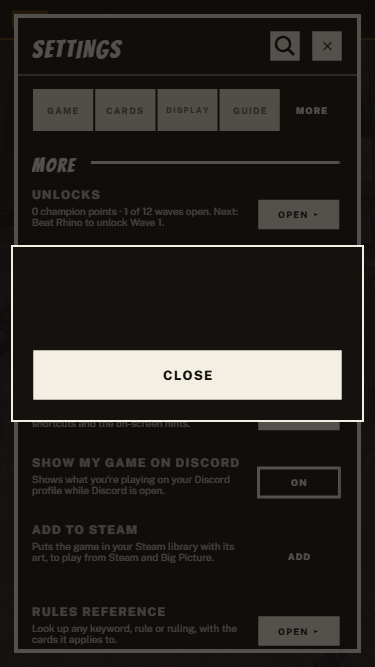 SETTINGS
GAME
CARDS
DISPLAY
GUIDE
MORE
MORE
UNLOCKS
0 champion points · 1 of 12 waves open. Next:
Beat Rhino to unlock Wave 1.
OPEN
CLOSE
shortcuts and the on-screen hints.
SHOW MY GAME ON DISCORD
Shows what you're playing on your Discord
profile while Discord is open.
ON
ADD TO STEAM
Puts the game in your Steam library with its
art, to play from Steam and Big Picture.
ADD
RULES REFERENCE
Look up any keyword, rule or ruling, with the
cards it applies to.
OPEN